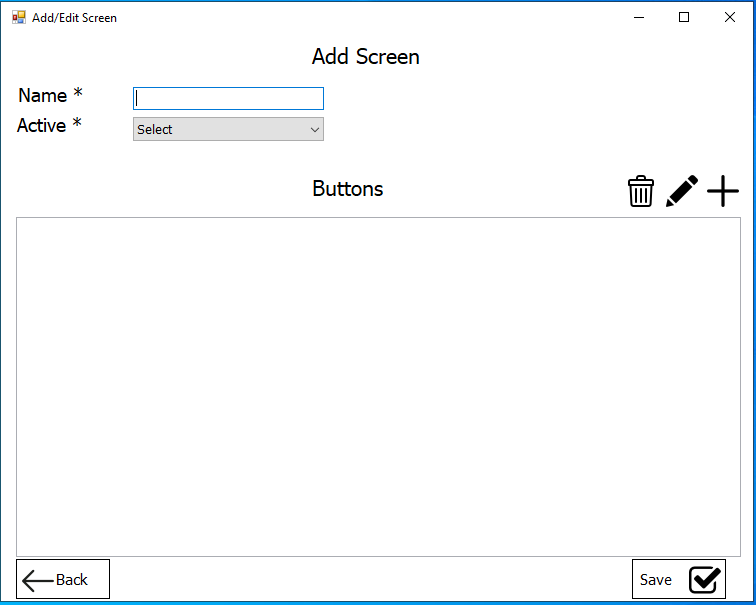 Add/Edit Screen
Add Screen
Name *
Active *
Select
Buttons
Back
Save